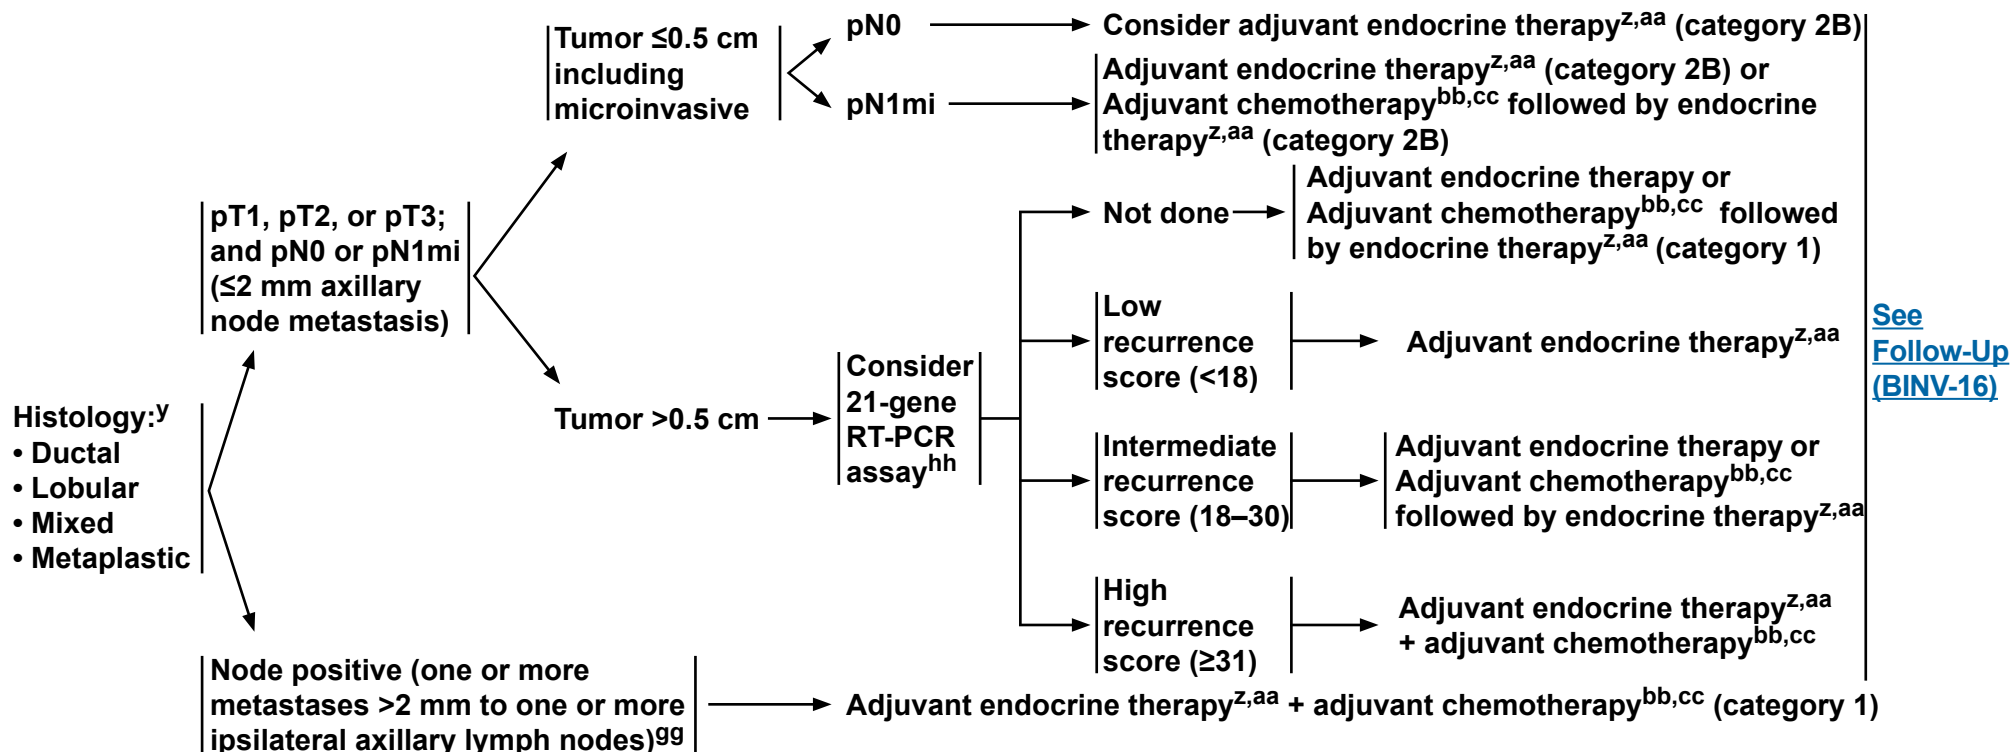 Histology:y
• Ductal
• Lobular
• Mixed
• Metaplastic
pT1, pT2, or pT3;
and pN0 or pN1mi
(≤2 mm axillary
node metastasis)
Tumor ≤0.5 cm
including
microinvasive
pN0
Consider adjuvant endocrine therapyz,aa (category 2B)
pN1mi
Adjuvant endocrine therapyz,aa (category 2B) or
Adjuvant chemotherapybb,cc followed by endocrine
therapyz,aa (category 2B)
Tumor >0.5 cm
Consider
21-gene
RT-PCR
assayhh
Not done
Adjuvant endocrine therapy or
Adjuvant chemotherapybb,cc followed
by endocrine therapyz,aa (category 1)
Low
recurrence
score (<18)
Adjuvant endocrine therapyz,aa
Intermediate
recurrence
score (18–30)
Adjuvant endocrine therapy or
Adjuvant chemotherapybb,cc
followed by endocrine therapyz,aa
High
recurrence
score (≥31)
Adjuvant endocrine therapyz,aa
+ adjuvant chemotherapybb,cc
Node positive (one or more
metastases >2 mm to one or more
ipsilateral axillary lymph nodes)gg
Adjuvant endocrine therapyz,aa + adjuvant chemotherapybb,cc (category 1)
See
Follow-Up
(BINV-16)